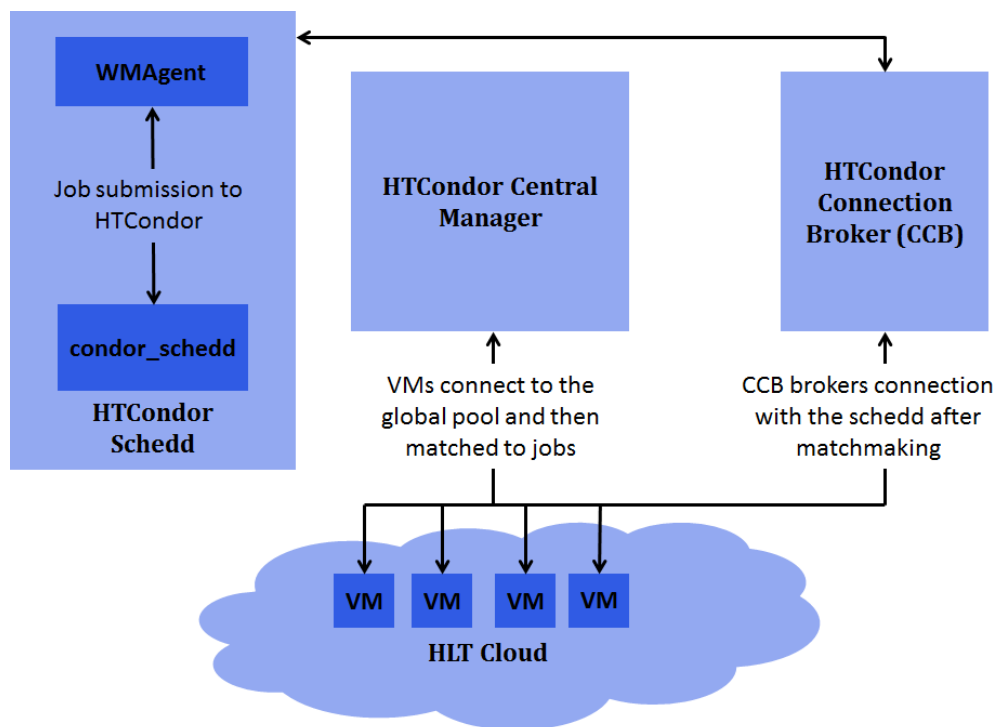 WMAgent
Job submission to
HTCondor
condor_schedd
HTCondor
Schedd
HTCondor Central
Manager
HTCondor
Connection
Broker (CCB)
VMs connect to the
global pool and then
matched to jobs
CCB brokers connection
with the schedd after
matchmaking
VM
VM
VM
VM
HLT Cloud